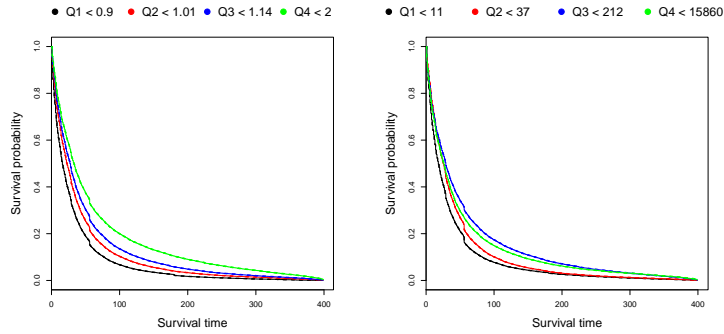 Q1 < 0.9 Q2 < 1.01 Q3 < 1.14 Q4 < 2
Survival probability
1.0
0.8
0.6
0.4
0.2
0.0
0 100 200 300 400
Survival time
Q1 < 11 Q2 < 37 Q3 < 212 Q4 < 15860
Survival probability
1.0
0.8
0.6
0.4
0.2
0.0
0 100 200 300 400
Survival time